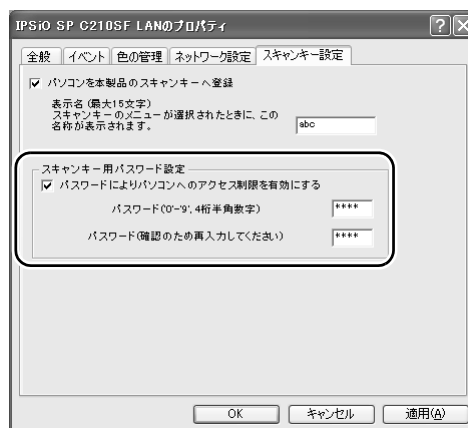 IPSiO SP C210SF LANのプロパティ
全般 イベント 色の管理 ネットワーク設定 スキャンキー設定
パソコンを本製品のスキャンキーへ登録
表示名 (最大15文字)
スキャンキーのメニューが選択されたときに、この
名称が表示されます。
abc
スキャンキー用パスワード設定
パスワードによりパソコンへのアクセス制限を有効にする
パスワード('0'-'9', 4桁半角数字) ****
パスワード(確認のため再入力してください) ****
OK キャンセル 適用(A)